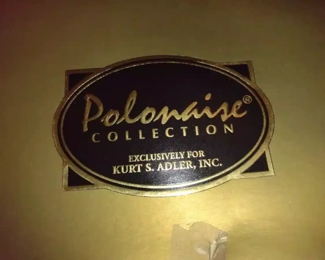 Polonaise®
COLLECTION
EXCLUSIVELY FOR
KURT S. ADLER, INC.